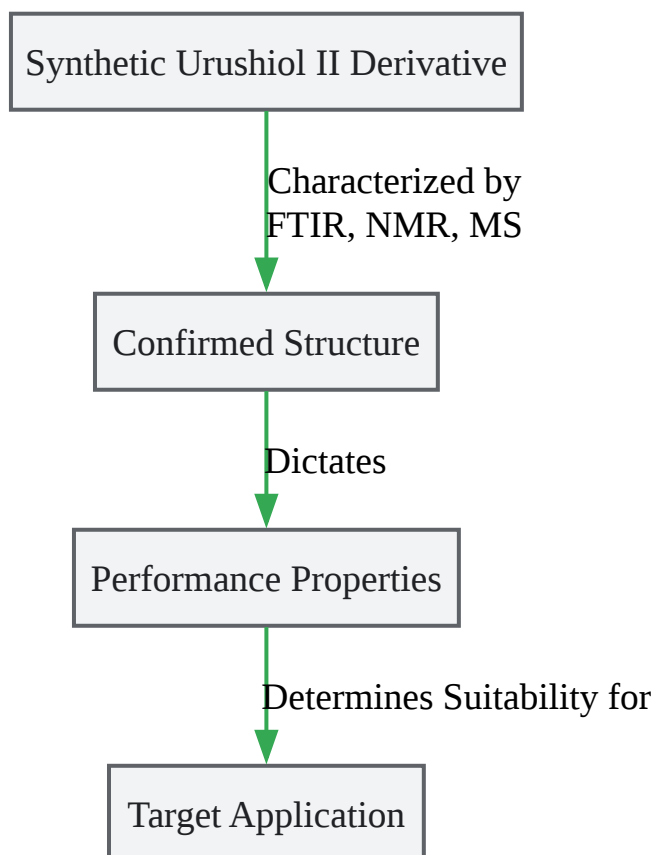 Synthetic Urushiol II Derivative
Characterized by
FTIR, NMR, MS
Confirmed Structure
Dictates
Performance Properties
Determines Suitability for
Target Application